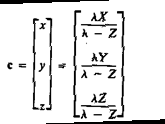 c = [x y z] = [λX / (λ − Z)  λY / (λ − Z)  λZ / (λ − Z)]